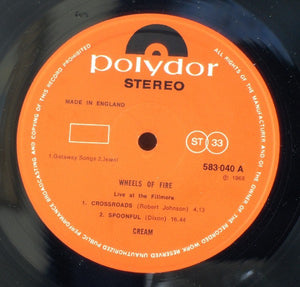 polydor
STEREO
MADE IN ENGLAND
ST 33
583·040 A
℗ 1968
1.Gataway Songs 2.Jewel
WHEELS OF FIRE
Live at the Fillmore
1. CROSSROADS (Robert Johnson) 4.13
2. SPOONFUL (Dixon) 16.44
CREAM
ALL RIGHTS OF THE MANUFACTURER AND OF THE OWNER OF THE RECORDED WORK RESERVED UNAUTHORIZED PUBLIC PERFORMANCE BROADCASTING AND COPYING OF THIS RECORD PROHIBITED